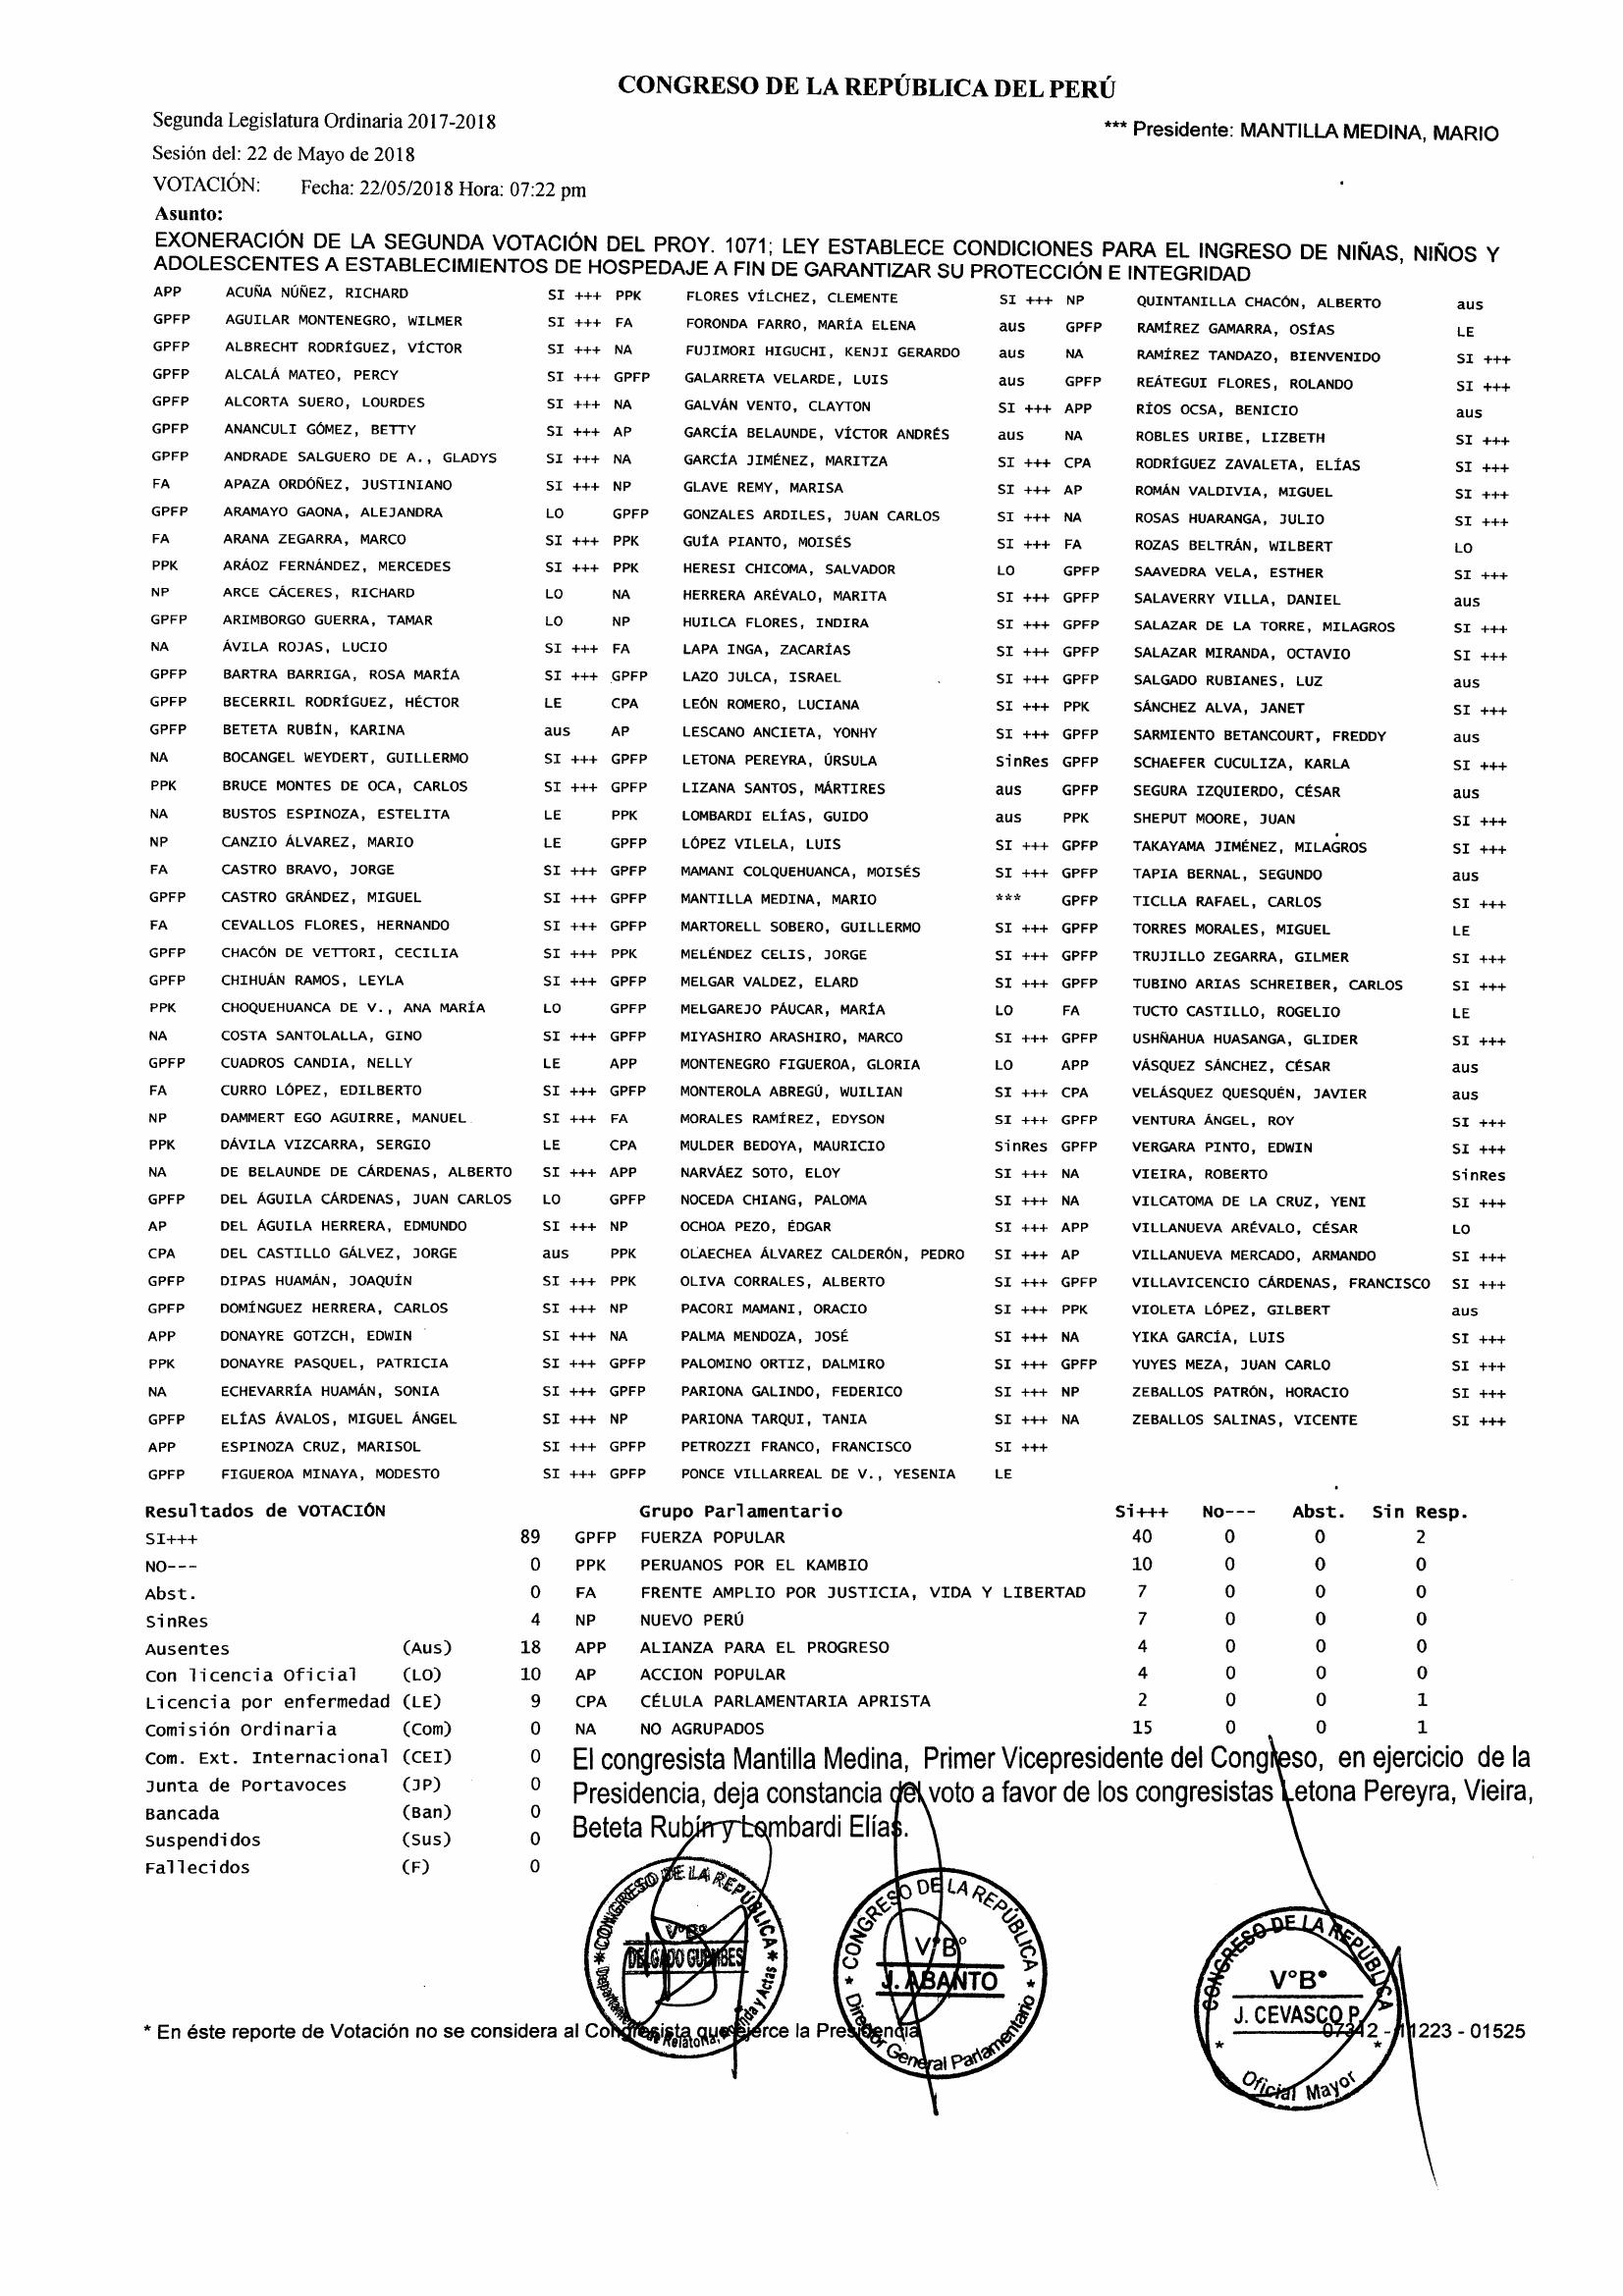 CONGRESO DE LA REPÚBLICA DEL PERÚ
Segunda Legislatura Ordinaria 2017-2018
*** Presidente: MANTILLA MEDINA, MARIO
Sesión del: 22 de Mayo de 2018
VOTACIÓN: Fecha: 22/05/2018 Hora: 07:22 pm
Asunto:
EXONERACIÓN DE LA SEGUNDA VOTACIÓN DEL PROY. 1071; LEY ESTABLECE CONDICIONES PARA EL INGRESO DE NIÑAS, NIÑOS Y
ADOLESCENTES A ESTABLECIMIENTOS DE HOSPEDAJE A FIN DE GARANTIZAR SU PROTECCIÓN E INTEGRIDAD
APP ACUÑA NÚÑEZ, RICHARD SI +++ PPK FLORES VÍLCHEZ, CLEMENTE SI +++ NP QUINTANILLA CHACÓN, ALBERTO aus
GPFP AGUILAR MONTENEGRO, WILMER SI +++ FA FORONDA FARRO, MARÍA ELENA aus GPFP RAMÍREZ GAMARRA, OSÍAS LE
GPFP ALBRECHT RODRÍGUEZ, VÍCTOR SI +++ NA FUJIMORI HIGUCHI, KENJI GERARDO aus NA RAMÍREZ TANDAZO, BIENVENIDO SI +++
GPFP ALCALÁ MATEO, PERCY SI +++ GPFP GALARRETA VELARDE, LUIS aus GPFP REÁTEGUI FLORES, ROLANDO SI +++
GPFP ALCORTA SUERO, LOURDES SI +++ NA GALVÁN VENTO, CLAYTON SI +++ APP RÍOS OCSA, BENICIO aus
GPFP ANANCULI GÓMEZ, BETTY SI +++ AP GARCÍA BELAUNDE, VÍCTOR ANDRÉS aus NA ROBLES URIBE, LIZBETH SI +++
GPFP ANDRADE SALGUERO DE A., GLADYS SI +++ NA GARCÍA JIMÉNEZ, MARITZA SI +++ CPA RODRÍGUEZ ZAVALETA, ELÍAS SI +++
FA APAZA ORDÓÑEZ, JUSTINIANO SI +++ NP GLAVE REMY, MARISA SI +++ AP ROMÁN VALDIVIA, MIGUEL SI +++
GPFP ARAMAYO GAONA, ALEJANDRA LO GPFP GONZALES ARDILES, JUAN CARLOS SI +++ NA ROSAS HUARANGA, JULIO SI +++
FA ARANA ZEGARRA, MARCO SI +++ PPK GUÍA PIANTO, MOISÉS SI +++ FA ROZAS BELTRÁN, WILBERT LO
PPK ARÁOZ FERNÁNDEZ, MERCEDES SI +++ PPK HERESI CHICOMA, SALVADOR LO GPFP SAAVEDRA VELA, ESTHER SI +++
NP ARCE CÁCERES, RICHARD LO NA HERRERA ARÉVALO, MARITA SI +++ GPFP SALAVERRY VILLA, DANIEL aus
GPFP ARIMBORGO GUERRA, TAMAR LO NP HUILCA FLORES, INDIRA SI +++ GPFP SALAZAR DE LA TORRE, MILAGROS SI +++
NA ÁVILA ROJAS, LUCIO SI +++ FA LAPA INGA, ZACARÍAS SI +++ GPFP SALAZAR MIRANDA, OCTAVIO SI +++
GPFP BARTRA BARRIGA, ROSA MARÍA SI +++ GPFP LAZO JULCA, ISRAEL SI +++ GPFP SALGADO RUBIANES, LUZ aus
GPFP BECERRIL RODRÍGUEZ, HÉCTOR LE CPA LEÓN ROMERO, LUCIANA SI +++ PPK SÁNCHEZ ALVA, JANET SI +++
GPFP BETETA RUBÍN, KARINA aus AP LESCANO ANCIETA, YONHY SI +++ GPFP SARMIENTO BETANCOURT, FREDDY aus
NA BOCANGEL WEYDERT, GUILLERMO SI +++ GPFP LETONA PEREYRA, ÚRSULA SinRes GPFP SCHAEFER CUCULIZA, KARLA SI +++
PPK BRUCE MONTES DE OCA, CARLOS SI +++ GPFP LIZANA SANTOS, MÁRTIRES aus GPFP SEGURA IZQUIERDO, CÉSAR aus
NA BUSTOS ESPINOZA, ESTELITA LE PPK LOMBARDI ELÍAS, GUIDO aus PPK SHEPUT MOORE, JUAN SI +++
NP CANZIO ÁLVAREZ, MARIO LE GPFP LÓPEZ VILELA, LUIS SI +++ GPFP TAKAYAMA JIMÉNEZ, MILAGROS SI +++
FA CASTRO BRAVO, JORGE SI +++ GPFP MAMANI COLQUEHUANCA, MOISÉS SI +++ GPFP TAPIA BERNAL, SEGUNDO aus
GPFP CASTRO GRÁNDEZ, MIGUEL SI +++ GPFP MANTILLA MEDINA, MARIO *** GPFP TICLLA RAFAEL, CARLOS SI +++
FA CEVALLOS FLORES, HERNANDO SI +++ GPFP MARTORELL SOBERO, GUILLERMO SI +++ GPFP TORRES MORALES, MIGUEL LE
GPFP CHACÓN DE VETTORI, CECILIA SI +++ PPK MELÉNDEZ CELIS, JORGE SI +++ GPFP TRUJILLO ZEGARRA, GILMER SI +++
GPFP CHIHUÁN RAMOS, LEYLA SI +++ GPFP MELGAR VALDEZ, ELARD SI +++ GPFP TUBINO ARIAS SCHREIBER, CARLOS SI +++
PPK CHOQUEHUANCA DE V., ANA MARÍA LO GPFP MELGAREJO PÁUCAR, MARÍA LO FA TUCTO CASTILLO, ROGELIO LE
NA COSTA SANTOLALLA, GINO SI +++ GPFP MIYASHIRO ARASHIRO, MARCO SI +++ GPFP USHÑAHUA HUASANGA, GLIDER SI +++
GPFP CUADROS CANDIA, NELLY LE APP MONTENEGRO FIGUEROA, GLORIA LO APP VÁSQUEZ SÁNCHEZ, CÉSAR aus
FA CURRO LÓPEZ, EDILBERTO SI +++ GPFP MONTEROLA ABREGÚ, WUILIAN SI +++ CPA VELÁSQUEZ QUESQUÉN, JAVIER aus
NP DAMMERT EGO AGUIRRE, MANUEL SI +++ FA MORALES RAMÍREZ, EDYSON SI +++ GPFP VENTURA ÁNGEL, ROY SI +++
PPK DÁVILA VIZCARRA, SERGIO LE CPA MULDER BEDOYA, MAURICIO SinRes GPFP VERGARA PINTO, EDWIN SI +++
NA DE BELAUNDE DE CÁRDENAS, ALBERTO SI +++ APP NARVÁEZ SOTO, ELOY SI +++ NA VIEIRA, ROBERTO SinRes
GPFP DEL ÁGUILA CÁRDENAS, JUAN CARLOS LO GPFP NOCEDA CHIANG, PALOMA SI +++ NA VILCATOMA DE LA CRUZ, YENI SI +++
AP DEL ÁGUILA HERRERA, EDMUNDO SI +++ NP OCHOA PEZO, ÉDGAR SI +++ APP VILLANUEVA ARÉVALO, CÉSAR LO
CPA DEL CASTILLO GÁLVEZ, JORGE aus PPK OLAECHEA ÁLVAREZ CALDERÓN, PEDRO SI +++ AP VILLANUEVA MERCADO, ARMANDO SI +++
GPFP DIPAS HUAMÁN, JOAQUÍN SI +++ PPK OLIVA CORRALES, ALBERTO SI +++ GPFP VILLAVICENCIO CÁRDENAS, FRANCISCO SI +++
GPFP DOMÍNGUEZ HERRERA, CARLOS SI +++ NP PACORI MAMANI, ORACIO SI +++ PPK VIOLETA LÓPEZ, GILBERT aus
APP DONAYRE GOTZCH, EDWIN SI +++ NA PALMA MENDOZA, JOSÉ SI +++ NA YIKA GARCÍA, LUIS SI +++
PPK DONAYRE PASQUEL, PATRICIA SI +++ GPFP PALOMINO ORTIZ, DALMIRO SI +++ GPFP YUYES MEZA, JUAN CARLO SI +++
NA ECHEVARRÍA HUAMÁN, SONIA SI +++ GPFP PARIONA GALINDO, FEDERICO SI +++ NP ZEBALLOS PATRÓN, HORACIO SI +++
GPFP ELÍAS ÁVALOS, MIGUEL ÁNGEL SI +++ NP PARIONA TARQUI, TANIA SI +++ NA ZEBALLOS SALINAS, VICENTE SI +++
APP ESPINOZA CRUZ, MARISOL SI +++ GPFP PETROZZI FRANCO, FRANCISCO SI +++
GPFP FIGUEROA MINAYA, MODESTO SI +++ GPFP PONCE VILLARREAL DE V., YESENIA LE
Resultados de VOTACIÓN Grupo Parlamentario Si+++ No--- Abst. Sin Resp.
SI+++ 89 GPFP FUERZA POPULAR 40 0 0 2
NO--- 0 PPK PERUANOS POR EL KAMBIO 10 0 0 0
Abst. 0 FA FRENTE AMPLIO POR JUSTICIA, VIDA Y LIBERTAD 7 0 0 0
SinRes 4 NP NUEVO PERÚ 7 0 0 0
Ausentes (Aus) 18 APP ALIANZA PARA EL PROGRESO 4 0 0 0
Con licencia Oficial (LO) 10 AP ACCION POPULAR 4 0 0 0
Licencia por enfermedad (LE) 9 CPA CÉLULA PARLAMENTARIA APRISTA 2 0 0 1
Comisión Ordinaria (Com) 0 NA NO AGRUPADOS 15 0 0 1
Com. Ext. Internacional (CEI) 0
Junta de Portavoces (JP) 0
Bancada (Ban) 0
Suspendidos (Sus) 0
Fallecidos (F) 0
El congresista Mantilla Medina, Primer Vicepresidente del Congreso, en ejercicio de la
Presidencia, deja constancia del voto a favor de los congresistas Letona Pereyra, Vieira,
Beteta Rubín y Lombardi Elías.
* CONGRESO DE LA REPÚBLICA *
V°B°
DELGADO GUEMBES
Relatoría, Agenda y Actas
* CONGRESO DE LA REPÚBLICA *
V°B°
J. ABANTO
Director General Parlamentario
CONGRESO DE LA REPÚBLICA
V°B°
J. CEVASCO P.
* Oficial Mayor *
* En éste reporte de Votación no se considera al Congresista que ejerce la Presidencia
07342 - 11223 - 01525